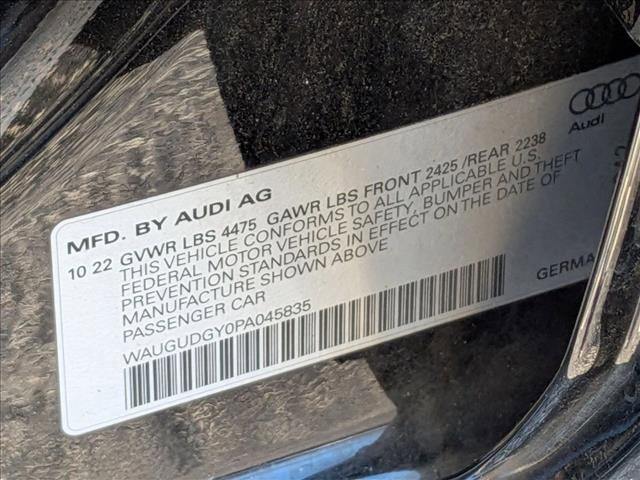 Audi
MFD. BY AUDI AG
10 22 GVWR LBS 4475 GAWR LBS FRONT 2425 /REAR 2238
THIS VEHICLE CONFORMS TO ALL APPLICABLE U.S.
FEDERAL MOTOR VEHICLE SAFETY, BUMPER AND THEFT
PREVENTION STANDARDS IN EFFECT ON THE DATE OF
MANUFACTURE SHOWN ABOVE
PASSENGER CAR
GERMA
WAUGUDGY0PA045835